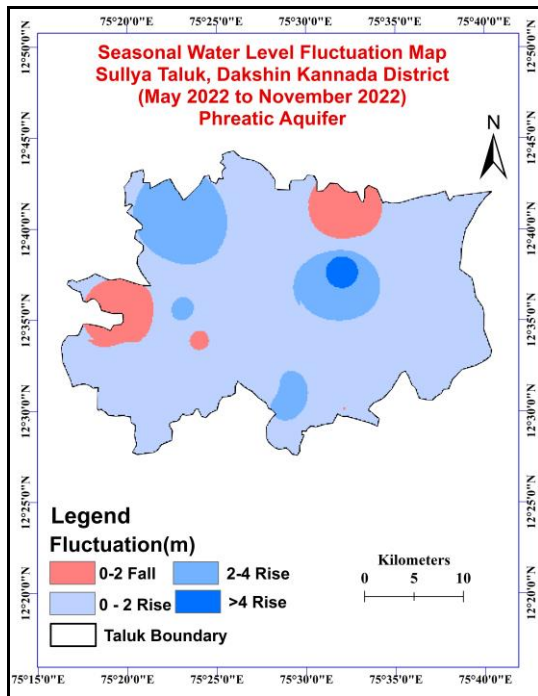 75°20'0"E 75°25'0"E 75°30'0"E 75°35'0"E 75°40'0"E
Seasonal Water Level Fluctuation Map
Sullya Taluk, Dakshin Kannada District
(May 2022 to November 2022)
Phreatic Aquifer
N
12°50'0"N 12°50'0"N
12°45'0"N 12°45'0"N
12°40'0"N 12°40'0"N
12°35'0"N 12°35'0"N
12°30'0"N 12°30'0"N
12°25'0"N 12°25'0"N
12°20'0"N 12°20'0"N
Legend
Fluctuation(m)
0-2 Fall 2-4 Rise
0 - 2 Rise >4 Rise
Taluk Boundary
Kilometers
0 5 10
75°15'0"E 75°20'0"E 75°25'0"E 75°30'0"E 75°35'0"E 75°40'0"E